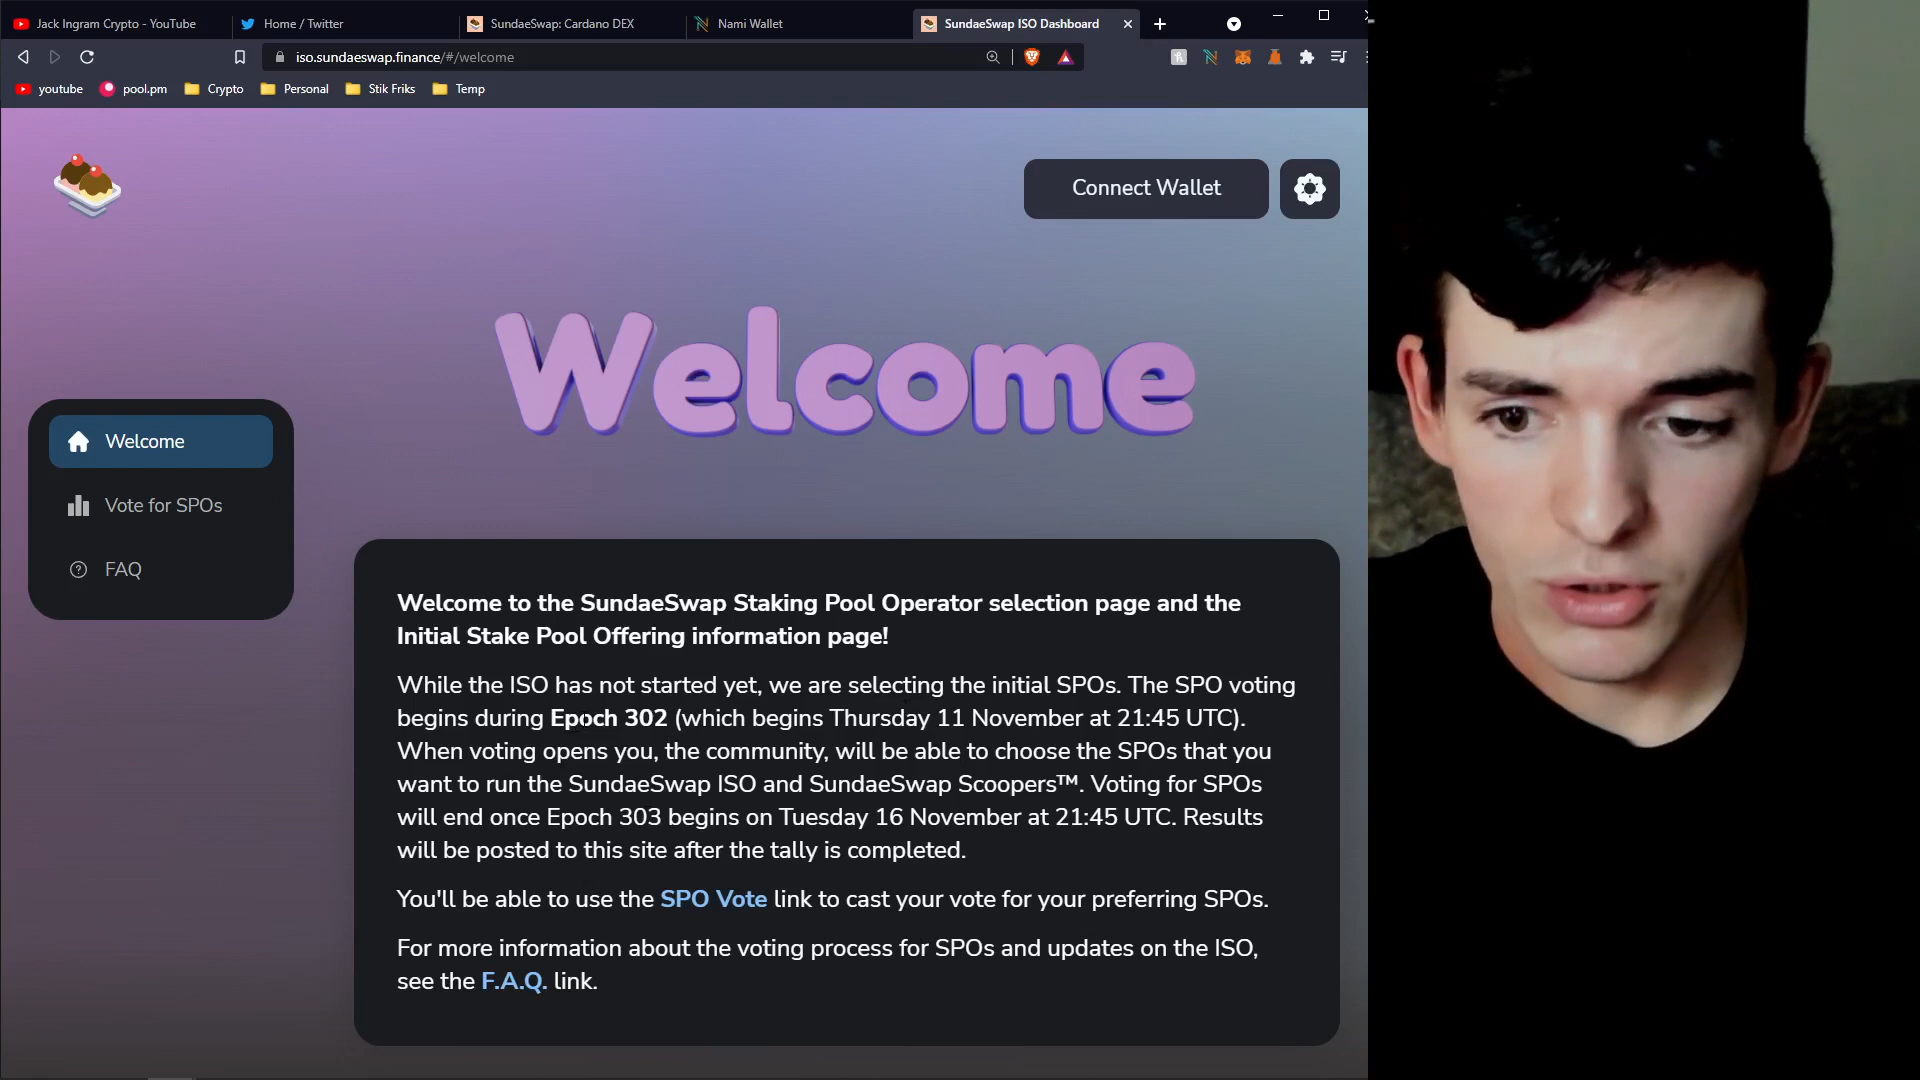 Jack Ingram Crypto - YouTube
Home / Twitter
SundaeSwap: Cardano DEX
Nami Wallet
SundaeSwap ISO Dashboard
iso.sundaeswap.finance/#/welcome
youtube
pool.pm
Crypto
Personal
Stik Friks
Temp
Connect Wallet
Welcome
Welcome
Vote for SPOs
FAQ
Welcome to the SundaeSwap Staking Pool Operator selection page and the
Initial Stake Pool Offering information page!
While the ISO has not started yet, we are selecting the initial SPOs. The SPO voting
begins during Epoch 302 (which begins Thursday 11 November at 21:45 UTC).
When voting opens you, the community, will be able to choose the SPOs that you
want to run the SundaeSwap ISO and SundaeSwap Scoopers™. Voting for SPOs
will end once Epoch 303 begins on Tuesday 16 November at 21:45 UTC. Results
will be posted to this site after the tally is completed.
You'll be able to use the SPO Vote link to cast your vote for your preferring SPOs.
For more information about the voting process for SPOs and updates on the ISO,
see the F.A.Q. link.